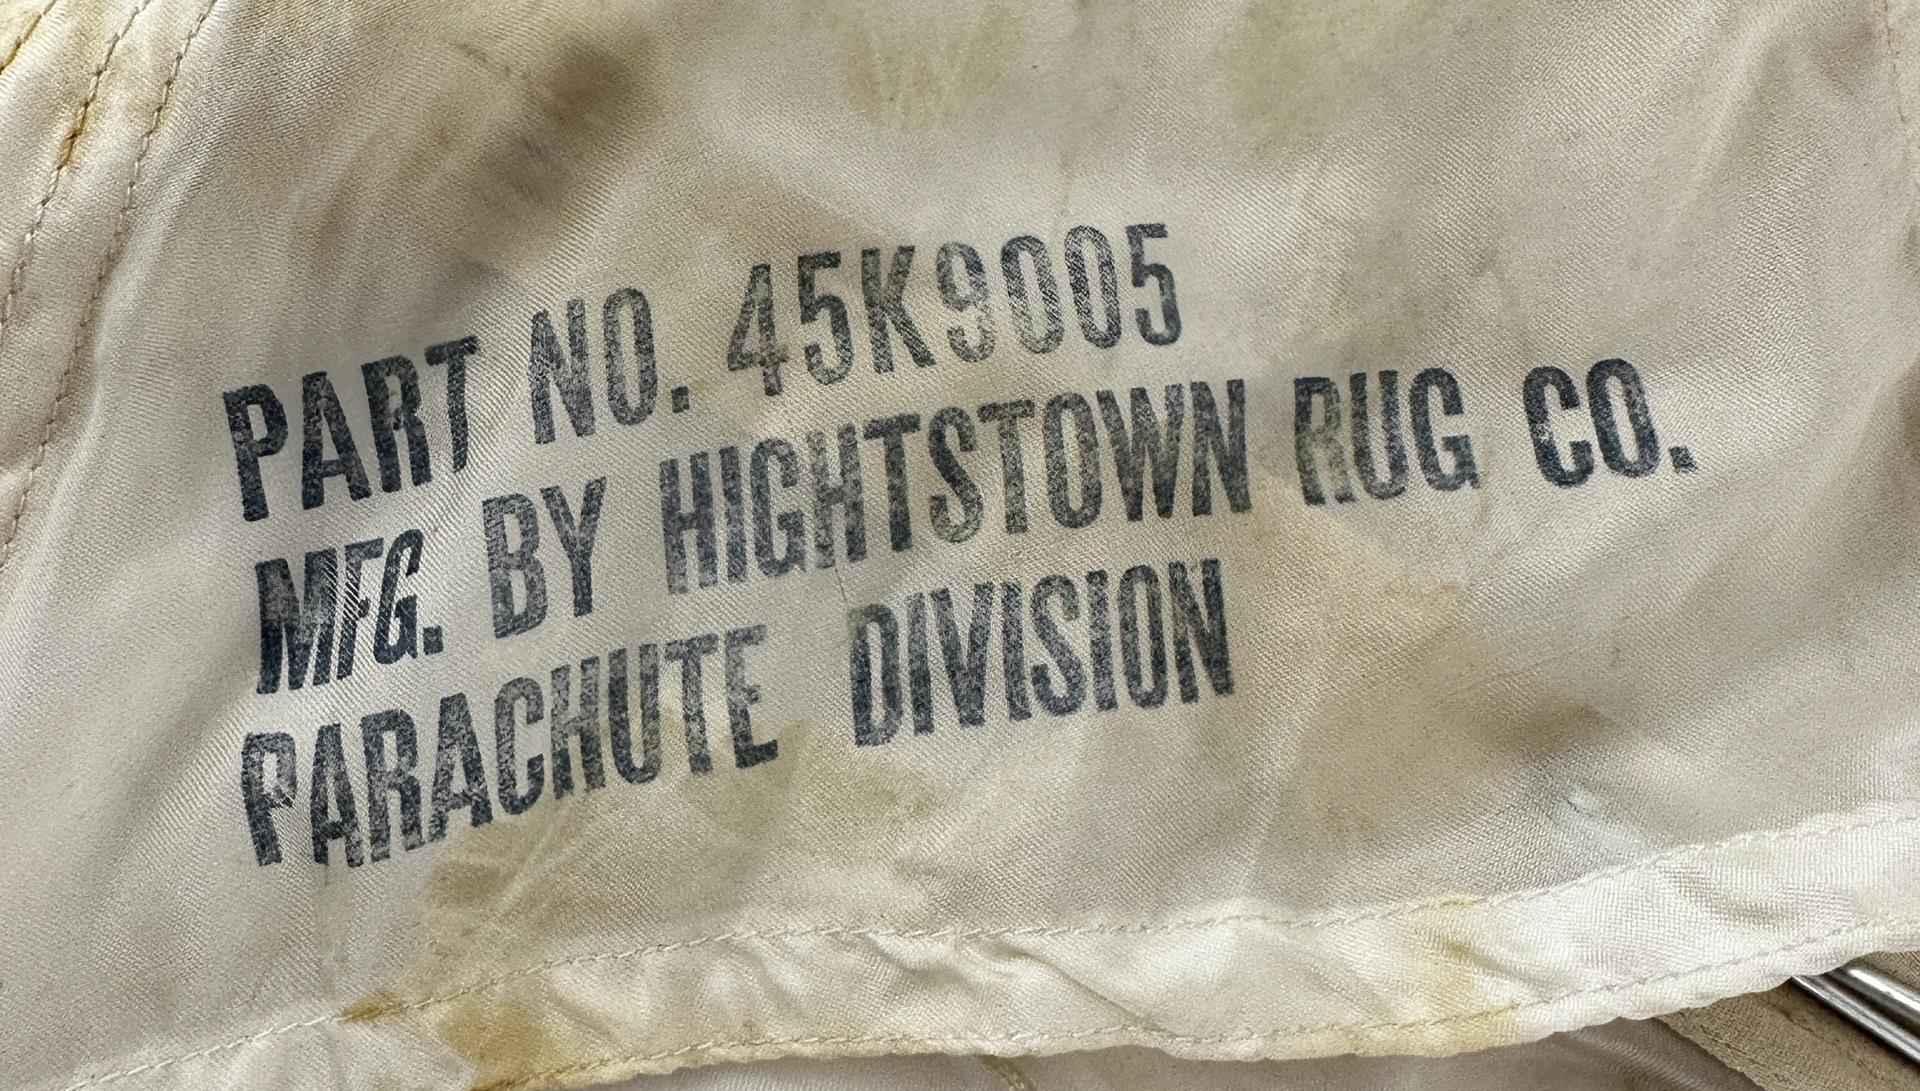 PART NO. 45K9005
MFG. BY HIGHTSTOWN RUG CO.
PARACHUTE DIVISION